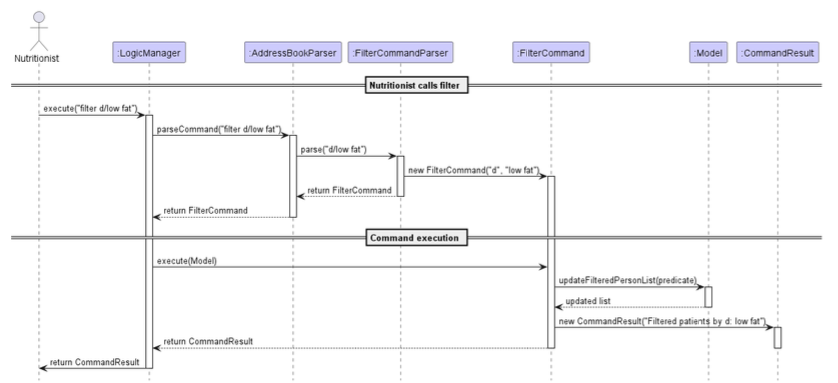 Nutritionist
:LogicManager
:AddressBookParser
:FilterCommandParser
:FilterCommand
:Model
:CommandResult
Nutritionist calls filter
execute("filter d/low fat")
parseCommand("filter d/low fat")
parse("d/low fat")
new FilterCommand("d", "low fat")
return FilterCommand
return FilterCommand
Command execution
execute(Model)
updateFilteredPersonList(predicate)
updated list
new CommandResult("Filtered patients by d: low fat")
return CommandResult
return CommandResult